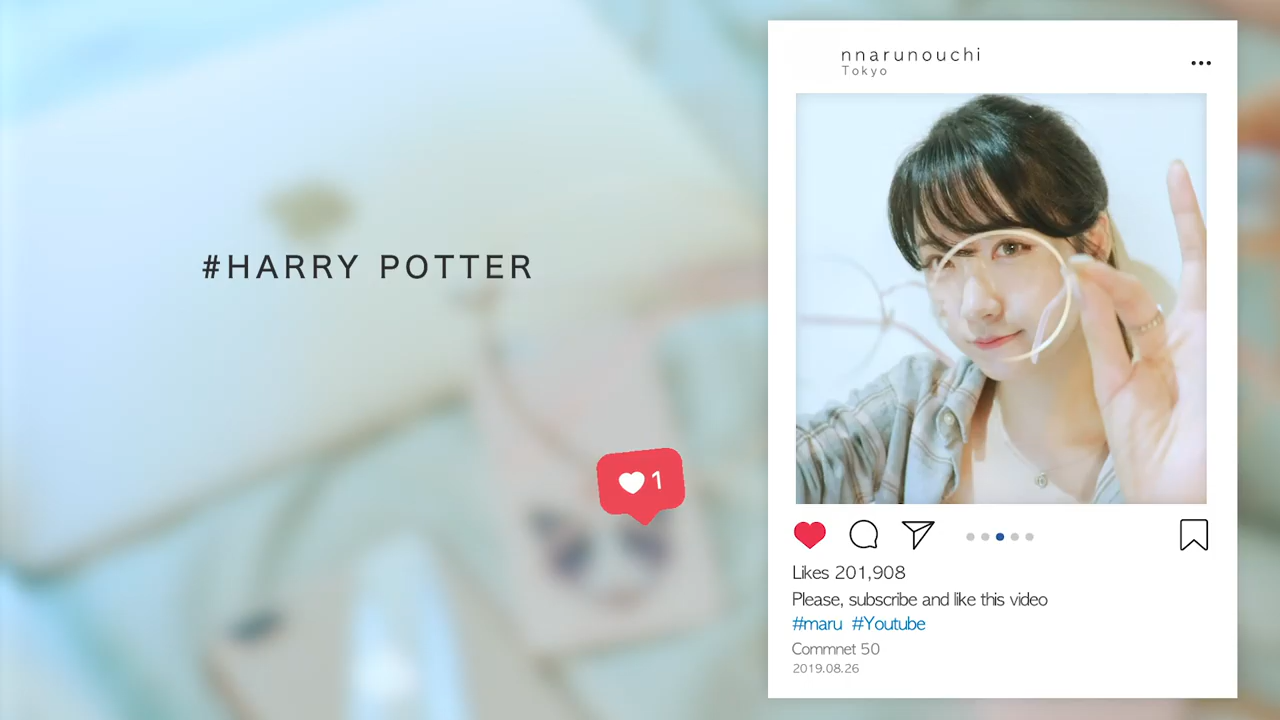 #HARRY POTTER
1
nnarunouchi
Tokyo
Likes 201,908
Please, subscribe and like this video
#maru #Youtube
Commnet 50
2019.08.26